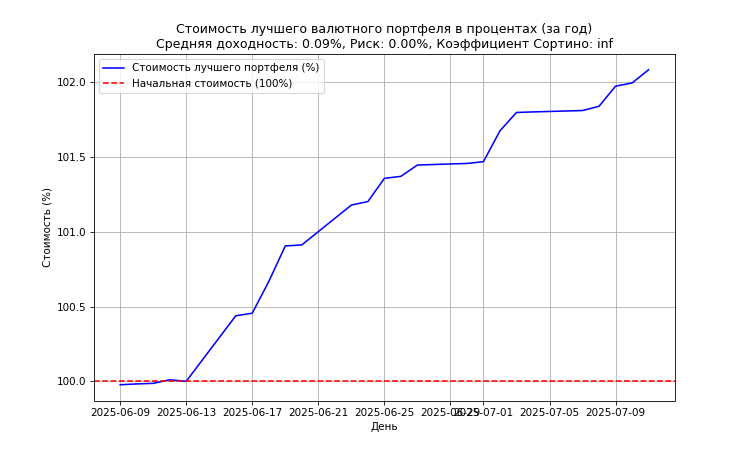 Стоимость лучшего валютного портфеля в процентах (за год)
Средняя доходность: 0.09%, Риск: 0.00%, Коэффициент Сортино: inf
Стоимость лучшего портфеля (%)
Начальная стоимость (100%)
102.0
101.5
101.0
100.5
100.0
Стоимость (%)
2025-06-09 2025-06-13 2025-06-17 2025-06-21 2025-06-25 2025-06-29 2025-07-01 2025-07-05 2025-07-09
День